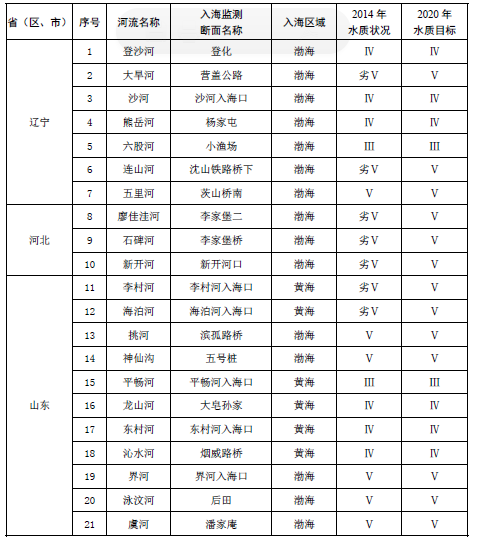 省（区、市） 序号 河流名称 入海监测断面名称 入海区域 2014年水质状况 2020年水质目标
辽宁
1 登沙河 登化 渤海 Ⅳ Ⅳ
2 大旱河 营盖公路 渤海 劣Ⅴ Ⅴ
3 沙河 沙河入海口 渤海 Ⅳ Ⅳ
4 熊岳河 杨家屯 渤海 Ⅳ Ⅳ
5 六股河 小渔场 渤海 Ⅲ Ⅲ
6 连山河 沈山铁路桥下 渤海 劣Ⅴ Ⅴ
7 五里河 茨山桥南 渤海 Ⅴ Ⅴ
河北
8 廖佳洼河 李家堡二 渤海 劣Ⅴ Ⅴ
9 石碑河 李家堡桥 渤海 劣Ⅴ Ⅴ
10 新开河 新开河口 渤海 劣Ⅴ Ⅴ
山东
11 李村河 李村河入海口 黄海 劣Ⅴ Ⅴ
12 海泊河 海泊河入海口 黄海 劣Ⅴ Ⅴ
13 挑河 滨孤路桥 渤海 Ⅴ Ⅴ
14 神仙沟 五号桩 渤海 Ⅴ Ⅴ
15 平畅河 平畅河入海口 黄海 Ⅲ Ⅲ
16 龙山河 大皂孙家 黄海 Ⅳ Ⅳ
17 东村河 东村河入海口 黄海 Ⅳ Ⅳ
18 沁水河 烟威路桥 黄海 Ⅳ Ⅳ
19 界河 界河入海口 渤海 Ⅴ Ⅴ
20 泳汶河 后田 渤海 Ⅴ Ⅴ
21 虞河 潘家庵 渤海 Ⅴ Ⅴ